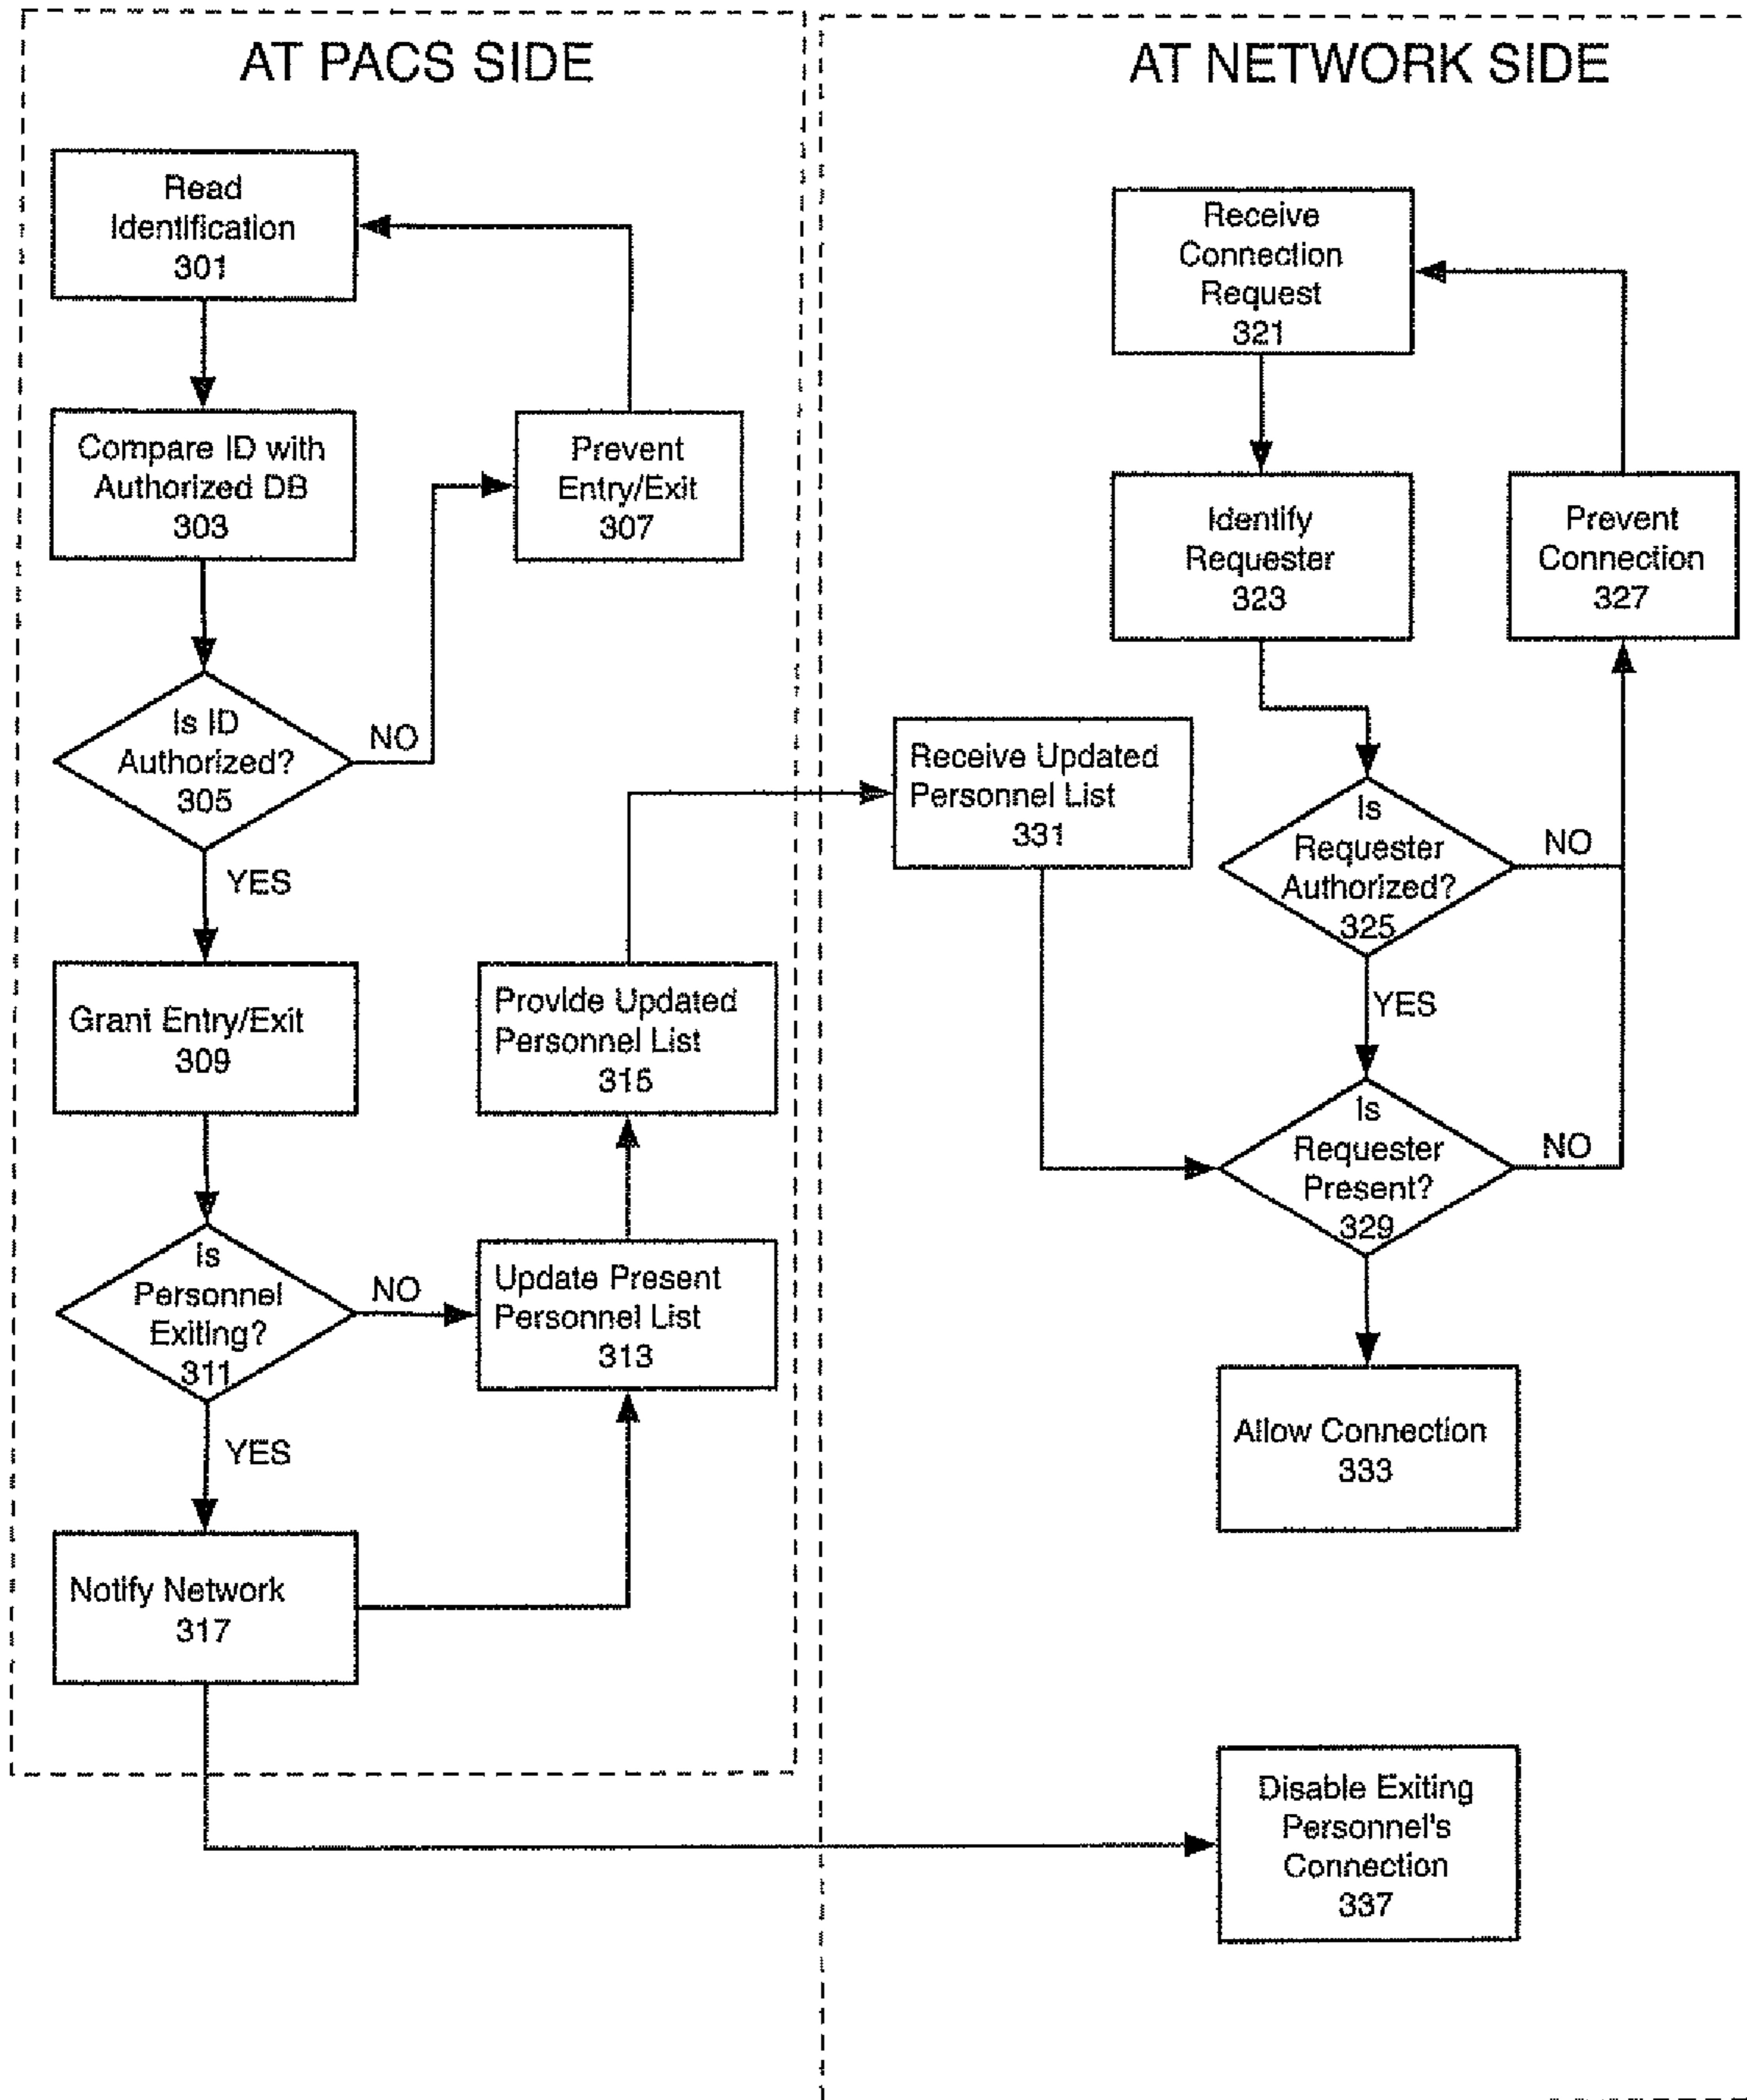 AT PACS SIDE
Read
Identification
301
Compare ID with
Authorized DB
303
Prevent
Entry/Exit
307
Is ID
Authorized?
305
NO
YES
Grant Entry/Exit
309
Provide Updated
Personnel List
315
Is
Personnel
Exiting?
311
NO
Update Present
Personnel List
313
YES
Notify Network
317
AT NETWORK SIDE
Receive
Connection
Request
321
Identify
Requester
323
Prevent
Connection
327
Receive Updated
Personnel List
331
Is
Requester
Authorized?
325
NO
YES
Is
Requester
Present?
329
NO
Allow Connection
333
Disable Exiting
Personnel's
Connection
337